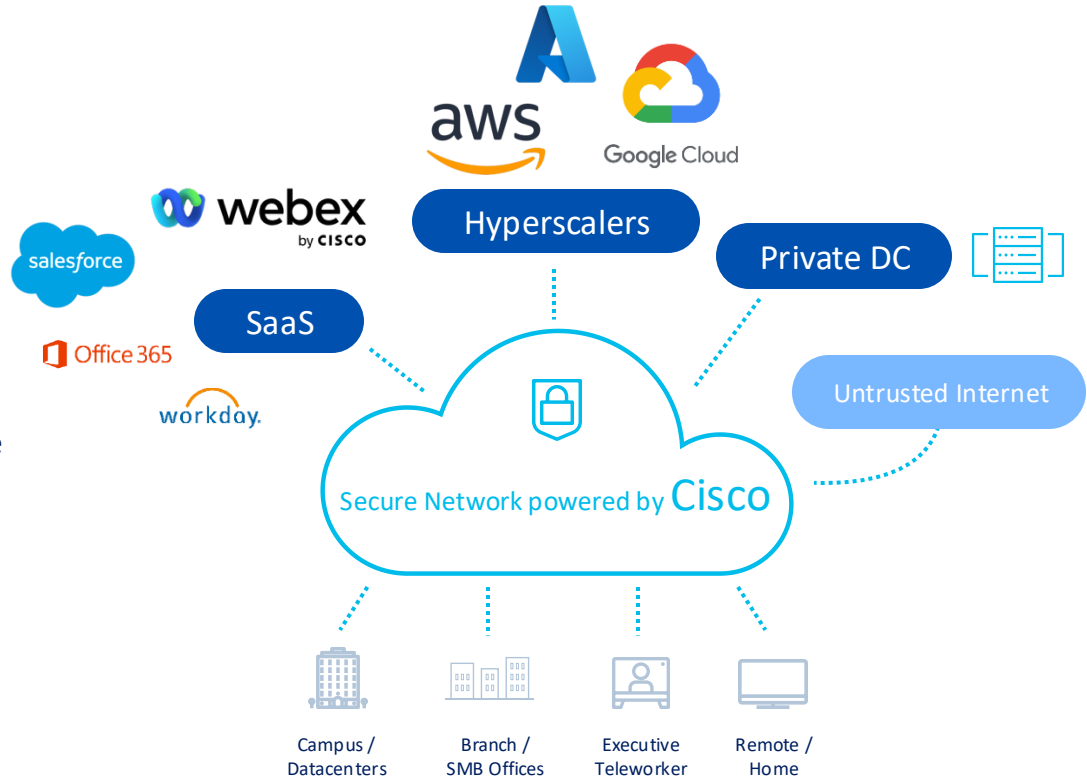 aws
Google Cloud
webex
by CISCO
Hyperscalers
salesforce
Private DC
SaaS
Office 365
Untrusted Internet
workday.
e
Secure Network powered by Cisco
Campus /
Datacenters
Branch /
SMB Offices
Executive
Teleworker
Remote /
Home